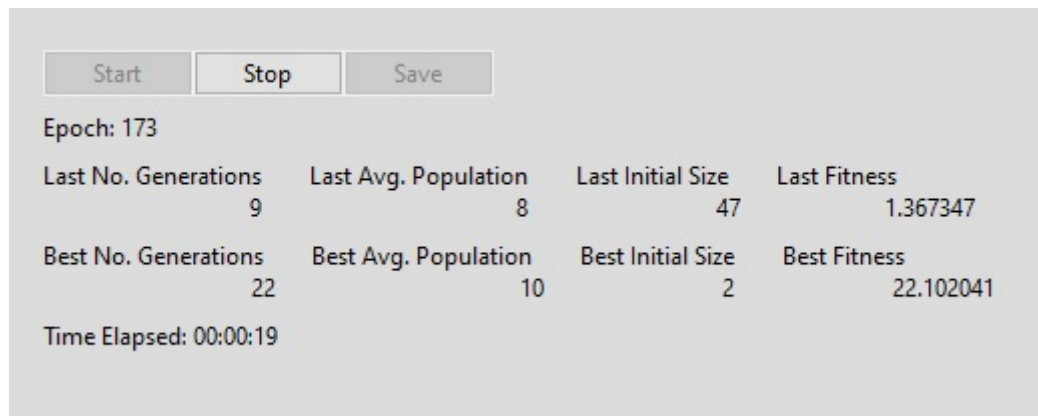 Start Stop Save
Epoch: 173
Last No. Generations Last Avg. Population Last Initial Size Last Fitness
9 8 47 1.367347
Best No. Generations Best Avg. Population Best Initial Size Best Fitness
22 10 2 22.102041
Time Elapsed: 00:00:19